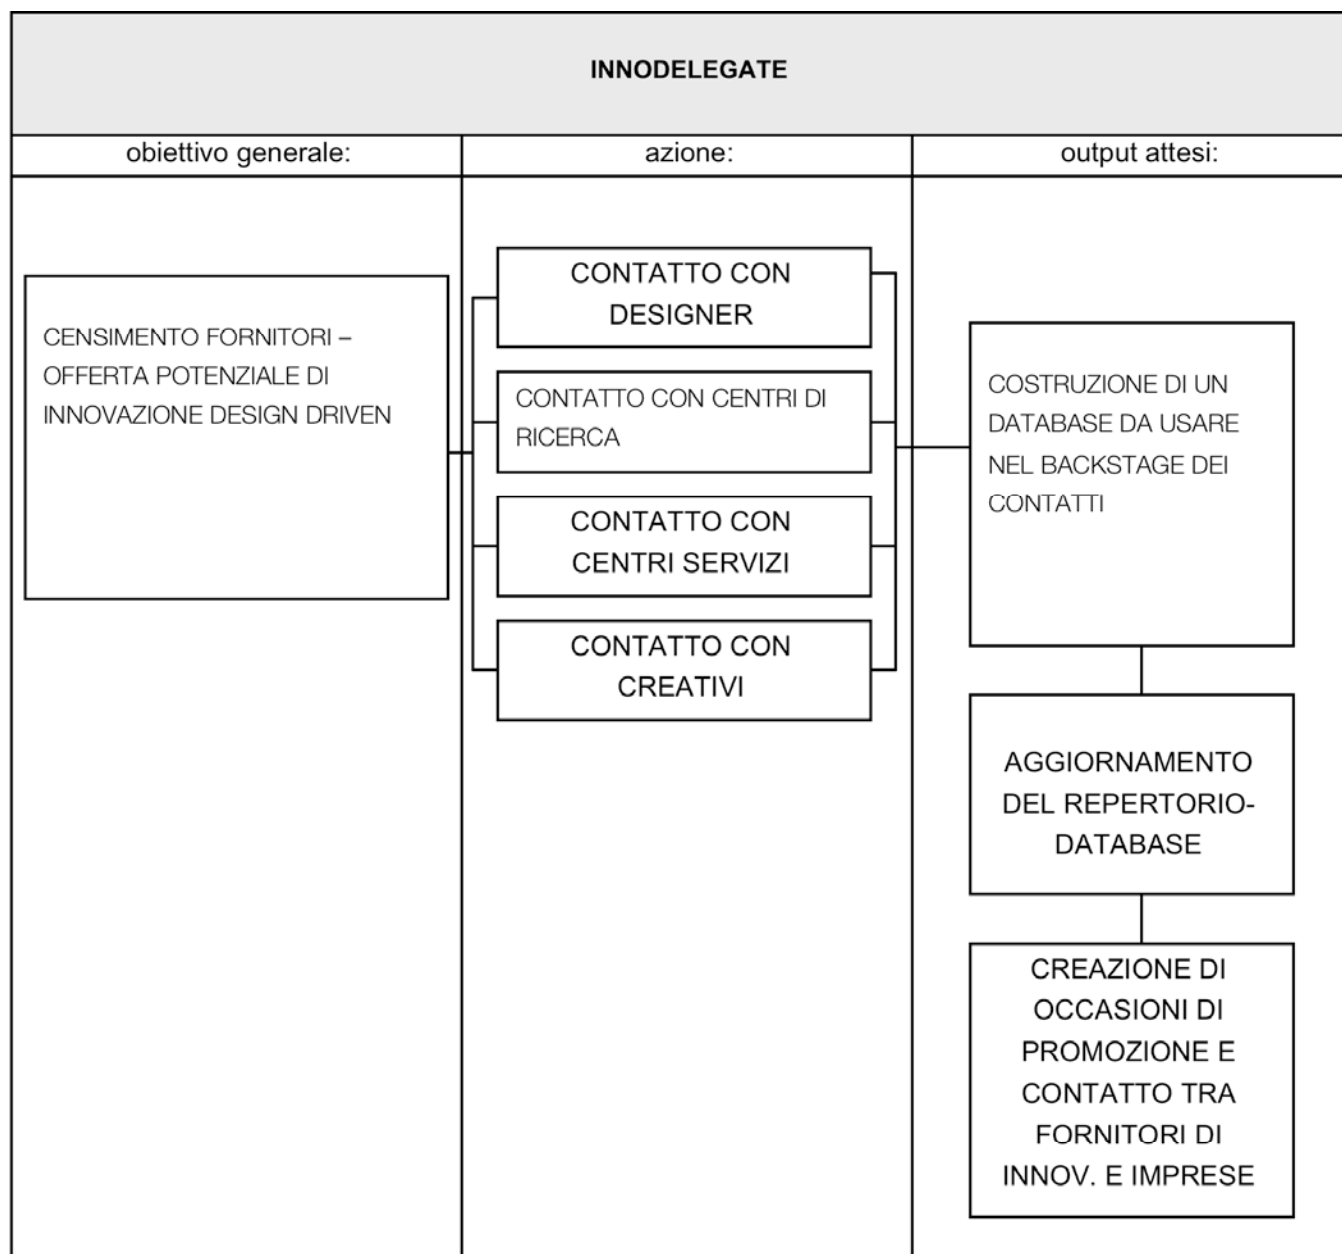 INNODELEGATE
obiettivo generale:
azione:
output attesi:
CENSIMENTO FORNITORI –
OFFERTA POTENZIALE DI
INNOVAZIONE DESIGN DRIVEN
CONTATTO CON
DESIGNER
CONTATTO CON CENTRI DI
RICERCA
CONTATTO CON
CENTRI SERVIZI
CONTATTO CON
CREATIVI
COSTRUZIONE DI UN
DATABASE DA USARE
NEL BACKSTAGE DEI
CONTATTI
AGGIORNAMENTO
DEL REPERTORIO-
DATABASE
CREAZIONE DI
OCCASIONI DI
PROMOZIONE E
CONTATTO TRA
FORNITORI DI
INNOV. E IMPRESE